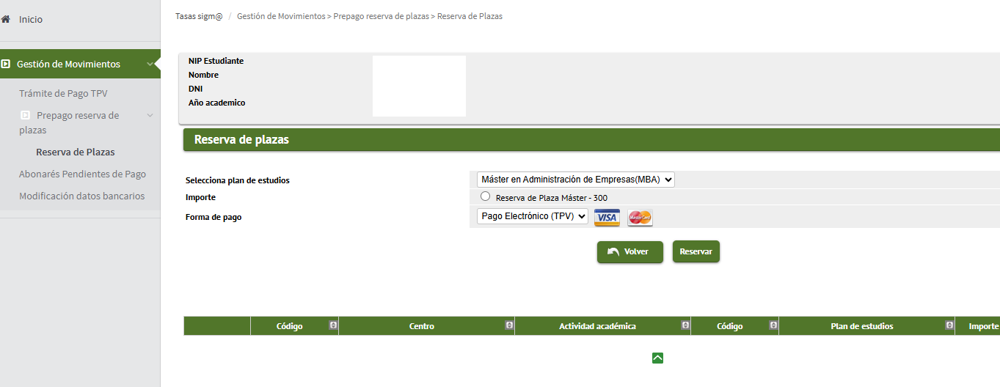 Inicio
Tasas sigm@ / Gestión de Movimientos > Prepago reserva de plazas > Reserva de Plazas
Gestión de Movimientos
Trámite de Pago TPV
Prepago reserva de
plazas
Reserva de Plazas
Abonarés Pendientes de Pago
Modificación datos bancarios
NIP Estudiante
Nombre
DNI
Año academico
Reserva de plazas
Selecciona plan de estudios Máster en Administración de Empresas(MBA)
Importe Reserva de Plaza Máster - 300
Forma de pago Pago Electrónico (TPV) VISA MasterCard
Volver Reservar
Código Centro Actividad académica Código Plan de estudios Importe